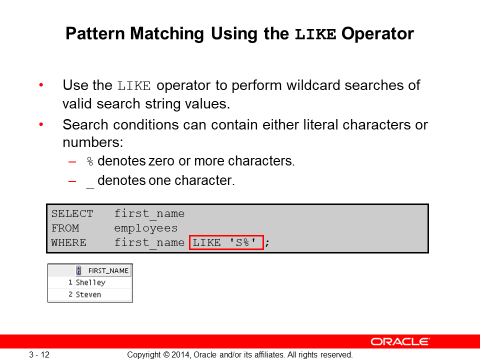 Pattern Matching Using the LIKE Operator
• Use the LIKE operator to perform wildcard searches of
valid search string values.
• Search conditions can contain either literal characters or
numbers:
– % denotes zero or more characters.
– _ denotes one character.
SELECT first_name
FROM employees
WHERE first_name LIKE 'S%' ;
FIRST_NAME
1 Shelley
2 Steven
ORACLE
3 - 12 Copyright © 2014, Oracle and/or its affiliates. All rights reserved.